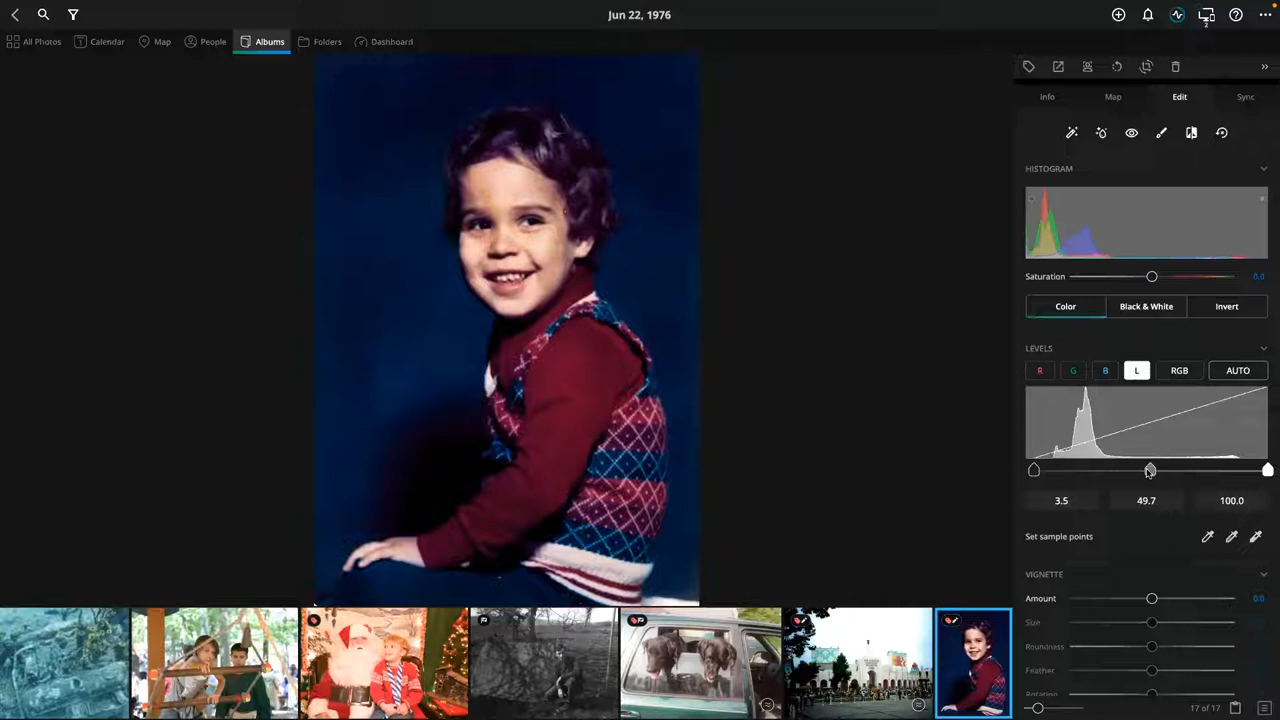 Jun 22, 1976
2
All Photos Calendar Map People Albums Folders Dashboard
Info Map Edit Sync
HISTOGRAM
Saturation 0.0
Color Black & White Invert
LEVELS
R G B L RGB AUTO
3.5 49.7 100.0
Set sample points
VIGNETTE
Amount 0.0
Size
Roundness
Feather
Rotation
17 of 17